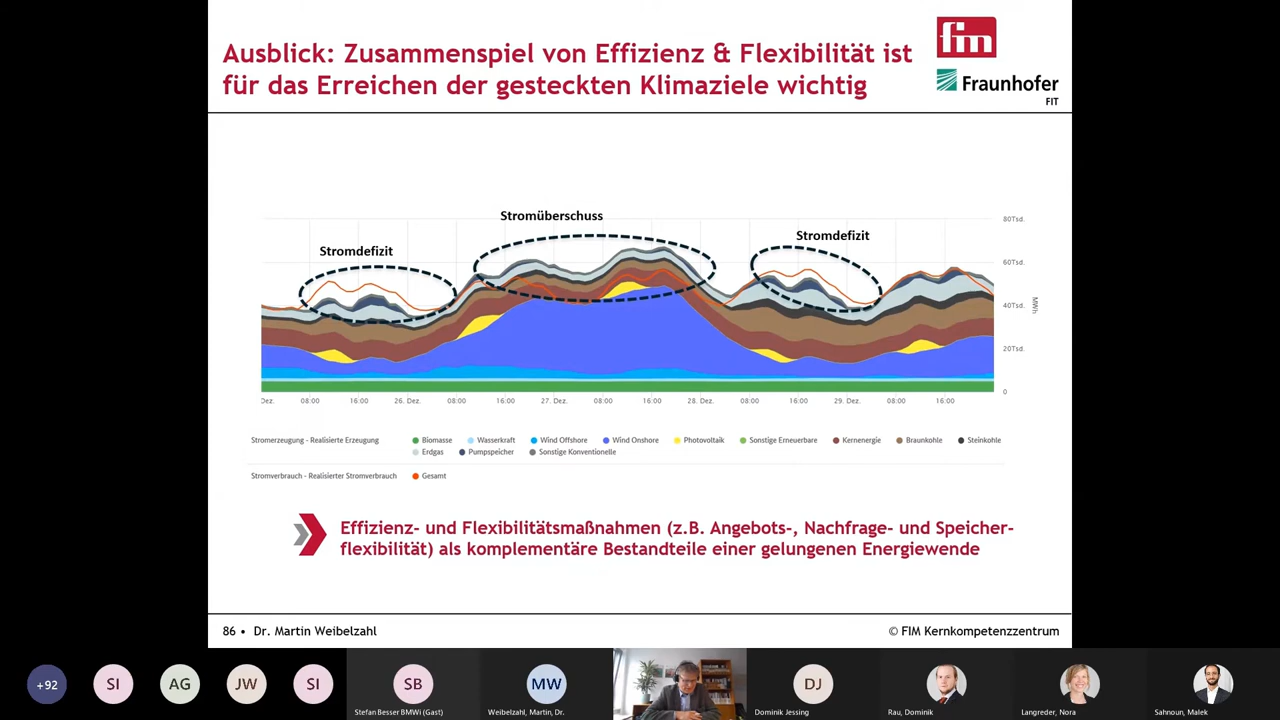 Ausblick: Zusammenspiel von Effizienz & Flexibilität ist
für das Erreichen der gesteckten Klimaziele wichtig
fim
Fraunhofer
FIT
Stromüberschuss
Stromdefizit
Stromdefizit
80Tsd.
60Tsd.
40Tsd.
20Tsd.
0
MWh
Dez. 08:00 16:00 26. Dez. 08:00 16:00 27. Dez. 08:00 16:00 28. Dez. 08:00 16:00 29. Dez. 08:00 16:00
Stromerzeugung - Realisierte Erzeugung Biomasse Wasserkraft Wind Offshore Wind Onshore Photovoltaik Sonstige Erneuerbare Kernenergie Braunkohle Steinkohle
Erdgas Pumpspeicher Sonstige Konventionelle
Stromverbrauch - Realisierter Stromverbrauch Gesamt
Effizienz- und Flexibilitätsmaßnahmen (z.B. Angebots-, Nachfrage- und Speicher-
flexibilität) als komplementäre Bestandteile einer gelungenen Energiewende
86 • Dr. Martin Weibelzahl
© FIM Kernkompetenzzentrum
+92 SI AG JW SI SB MW DJ
Stefan Besser BMWi (Gast) Weibelzahl, Martin, Dr. Dominik Jessing Rau, Dominik Langreder, Nora Sahnoun, Malek